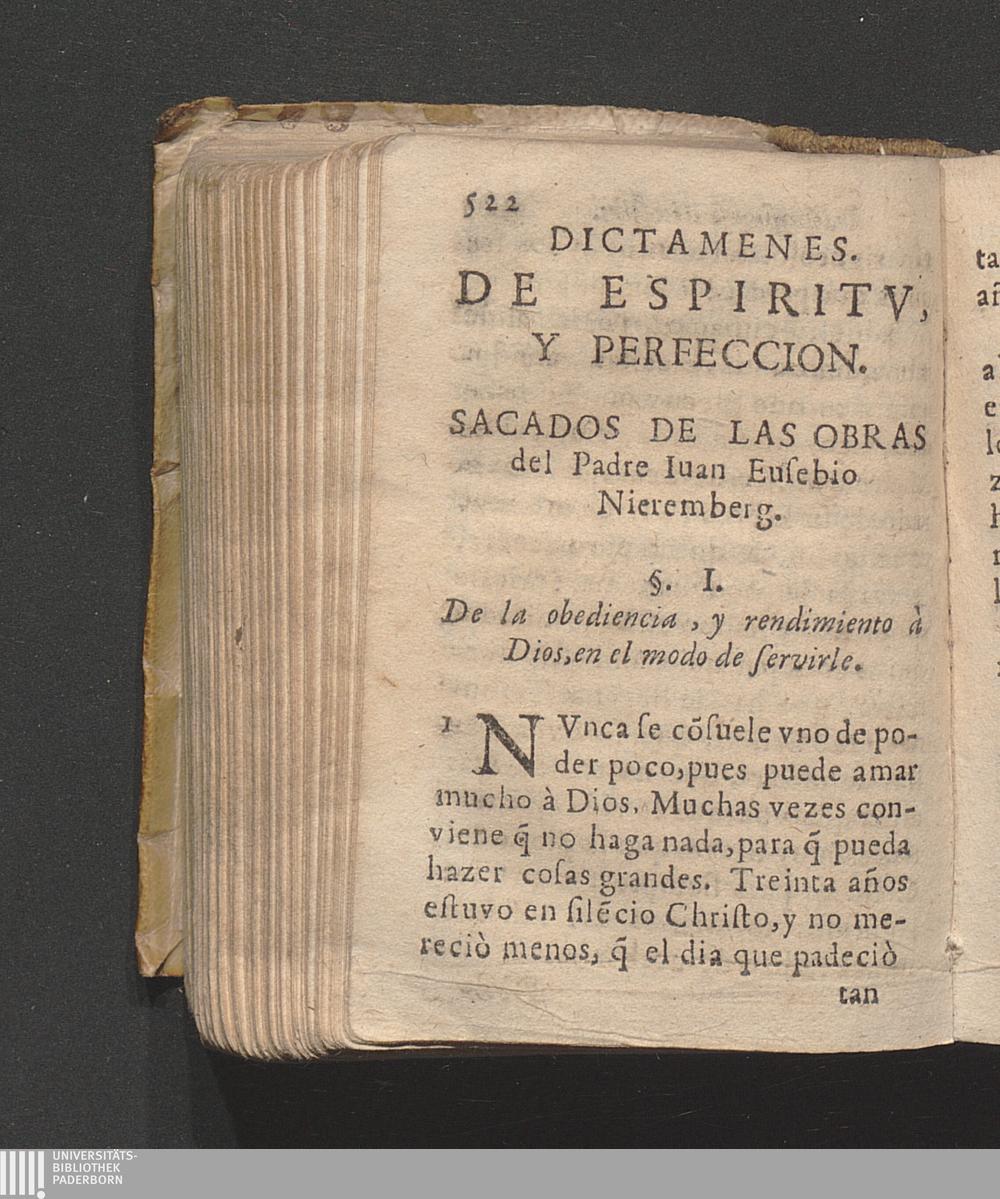 522
DICTAMENES.
DE ESPIRITV,
Y PERFECCION.
SACADOS DE LAS OBRAS
del Padre Iuan Euſebio
Nieremberg.
§. I.
De la obediencia, y rendimiento à
Dios, en el modo de ſervirle.
1 NVnca ſe cõſuele vno de po-
der poco, pues puede amar
mucho à Dios. Muchas vezes con-
viene q̃ no haga nada, para q̃ pueda
hazer coſas grandes. Treinta años
eſtuvo en ſilẽcio Chriſto, y no me-
reciò menos, q̃ el dia que padeciò
tan
ta
a
e
z
UNIVERSITÄTS-
BIBLIOTHEK
PADERBORN